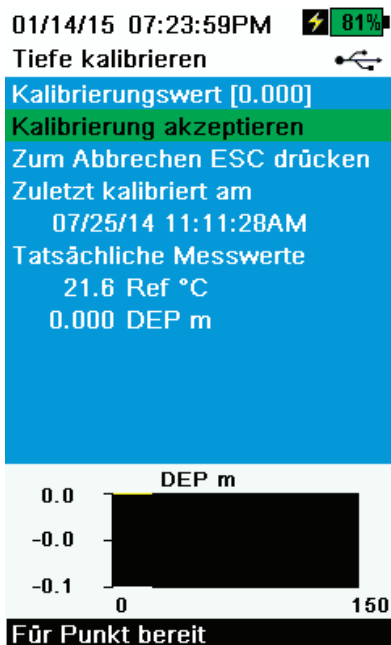 01/14/15 07:23:59PM 81%
Tiefe kalibrieren
Kalibrierungswert [0.000]
Kalibrierung akzeptieren
Zum Abbrechen ESC drücken
Zuletzt kalibriert am
07/25/14 11:11:28AM
Tatsächliche Messwerte
21.6 Ref °C
0.000 DEP m
DEP m
0.0
-0.0
-0.1
0 150
Für Punkt bereit